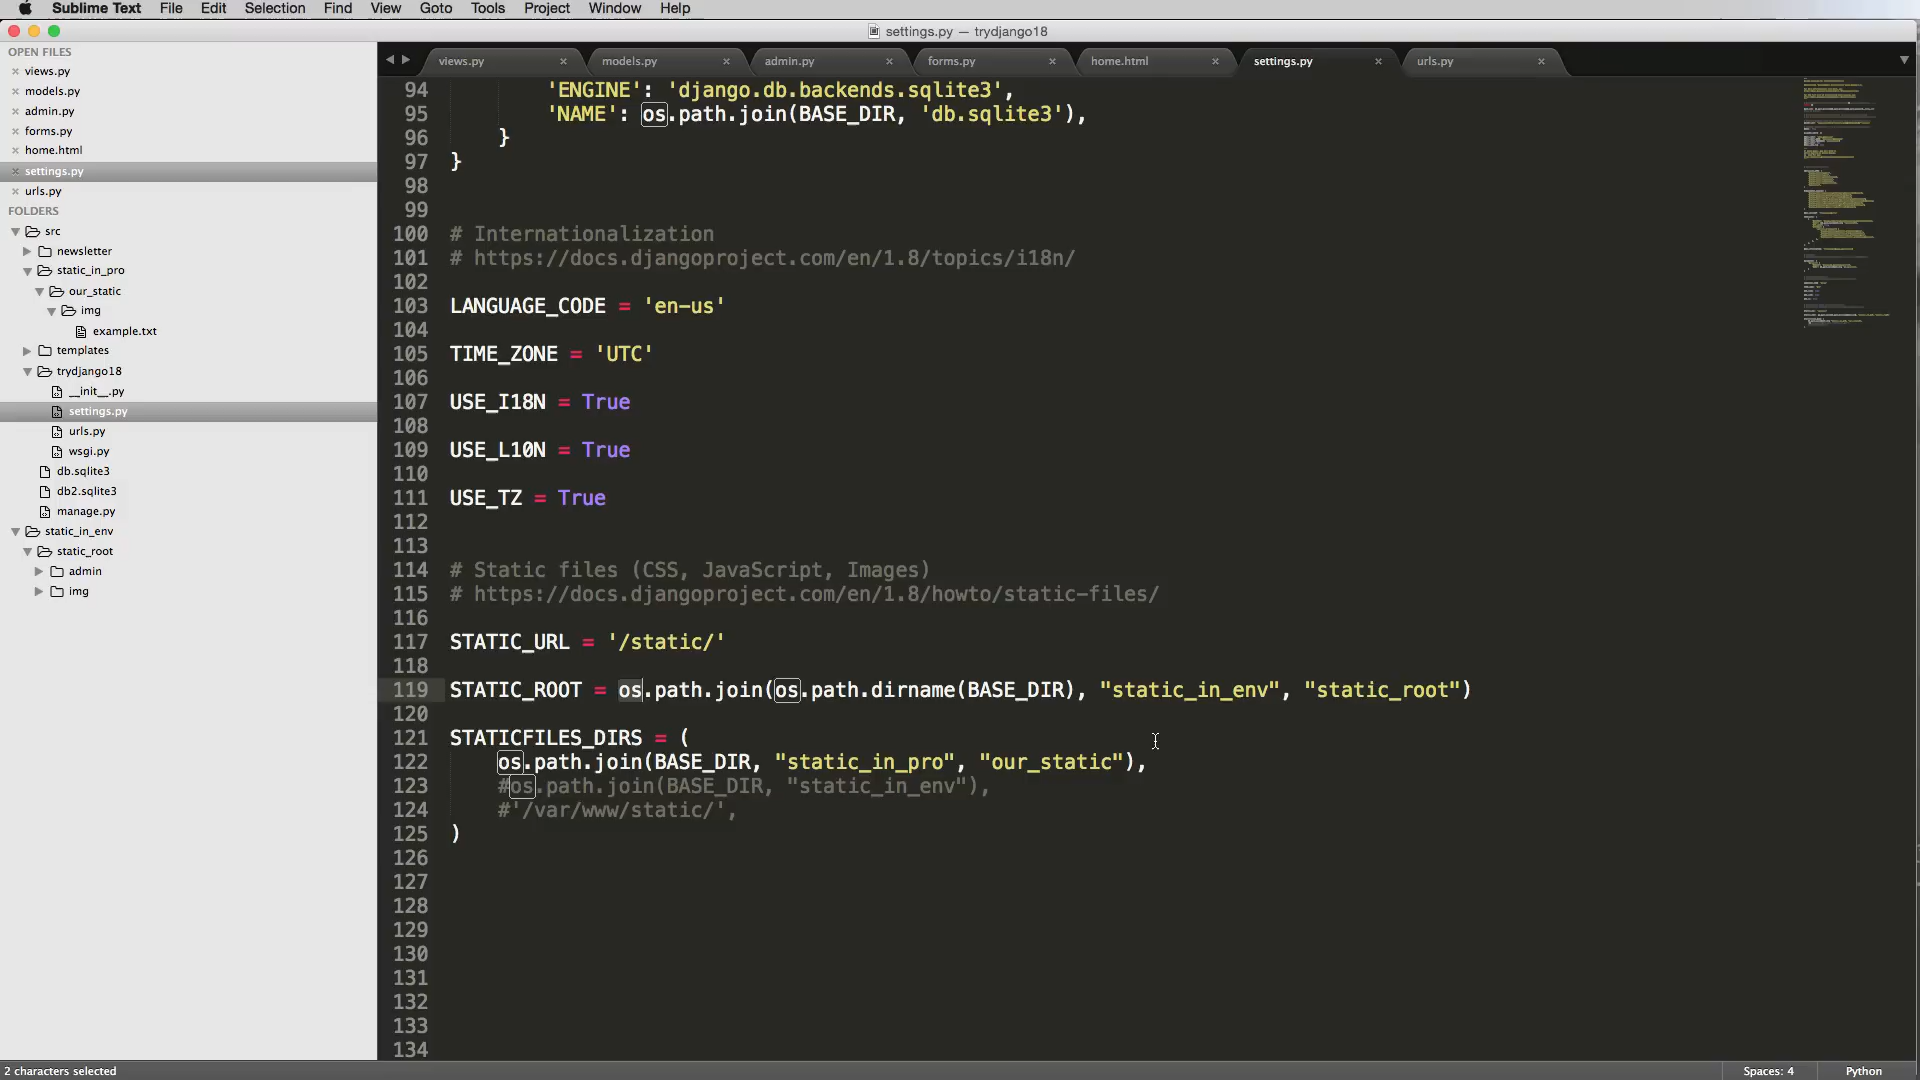 Sublime Text File Edit Selection Find View Goto Tools Project Window Help
settings.py — trydjango18
OPEN FILES
views.py
models.py
admin.py
forms.py
home.html
settings.py
urls.py
FOLDERS
src
newsletter
static_in_pro
our_static
img
example.txt
templates
trydjango18
__init__.py
settings.py
urls.py
wsgi.py
db.sqlite3
db2.sqlite3
manage.py
static_in_env
static_root
admin
img
views.py models.py admin.py forms.py home.html settings.py urls.py
94 'ENGINE': 'django.db.backends.sqlite3',
95 'NAME': os.path.join(BASE_DIR, 'db.sqlite3'),
96 }
97 }
98
99
100 # Internationalization
101 # https://docs.djangoproject.com/en/1.8/topics/i18n/
102
103 LANGUAGE_CODE = 'en-us'
104
105 TIME_ZONE = 'UTC'
106
107 USE_I18N = True
108
109 USE_L10N = True
110
111 USE_TZ = True
112
113
114 # Static files (CSS, JavaScript, Images)
115 # https://docs.djangoproject.com/en/1.8/howto/static-files/
116
117 STATIC_URL = '/static/'
118
119 STATIC_ROOT = os.path.join(os.path.dirname(BASE_DIR), "static_in_env", "static_root")
120
121 STATICFILES_DIRS = (
122 os.path.join(BASE_DIR, "static_in_pro", "our_static"),
123 #os.path.join(BASE_DIR, "static_in_env"),
124 #'/var/www/static/',
125 )
126
127
128
129
130
131
132
133
134
2 characters selected
Spaces: 4 Python